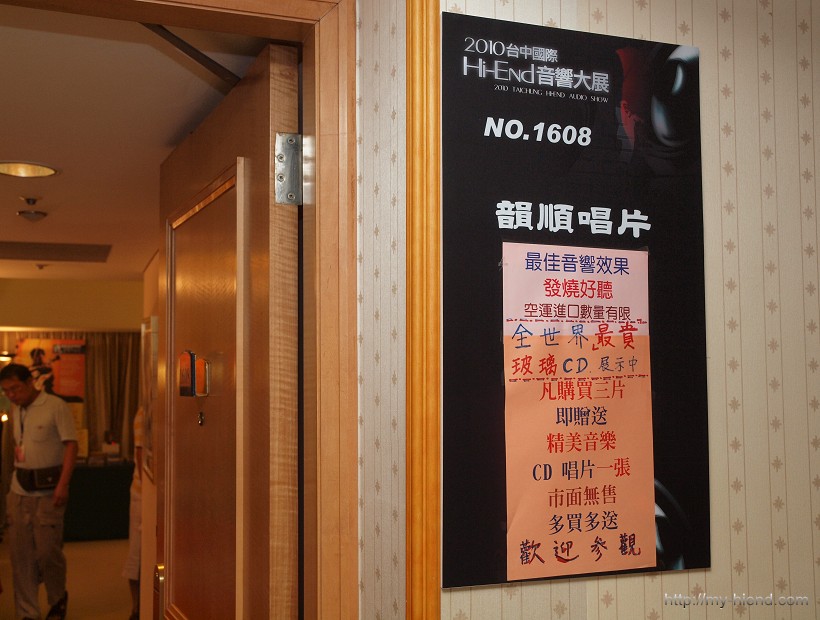 2010台中國際
Hi-End音響大展
2010 TAICHUNG HI-END AUDIO SHOW
NO.1608
韻順唱片
最佳音響效果
發燒好聽
空運進口數量有限
全世界最貴
玻璃CD.展示中
凡購買三片
即贈送
精美音樂
CD 唱片一張
市面無售
多買多送
歡迎參觀
http://my-hiend.com